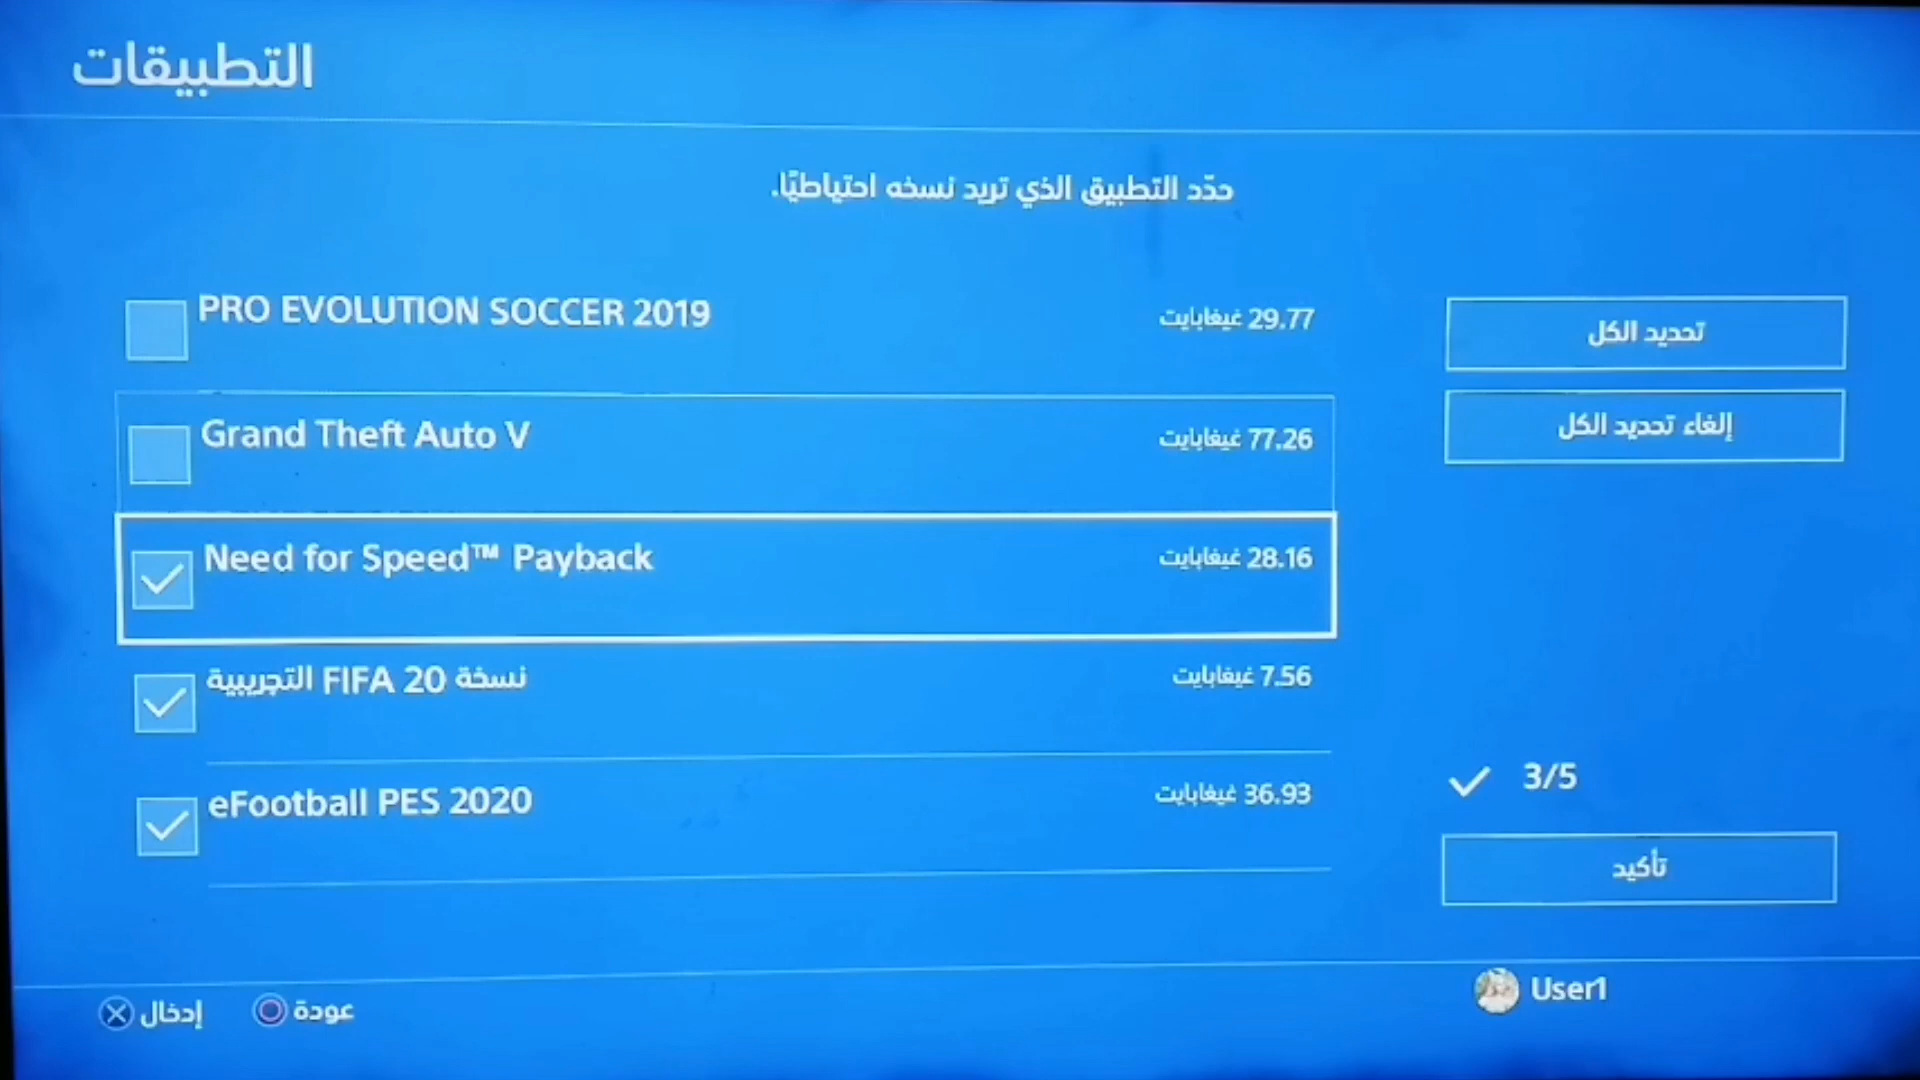 التطبيقات
حدّد التطبيق الذي تريد نسخه احتياطيًا.
PRO EVOLUTION SOCCER 2019
29.77 غيغابايت
Grand Theft Auto V
77.26 غيغابايت
Need for Speed™ Payback
28.16 غيغابايت
نسخة FIFA 20 التجريبية
7.56 غيغابايت
eFootball PES 2020
36.93 غيغابايت
تحديد الكل
إلغاء تحديد الكل
3/5
تأكيد
User1
إدخال
عودة